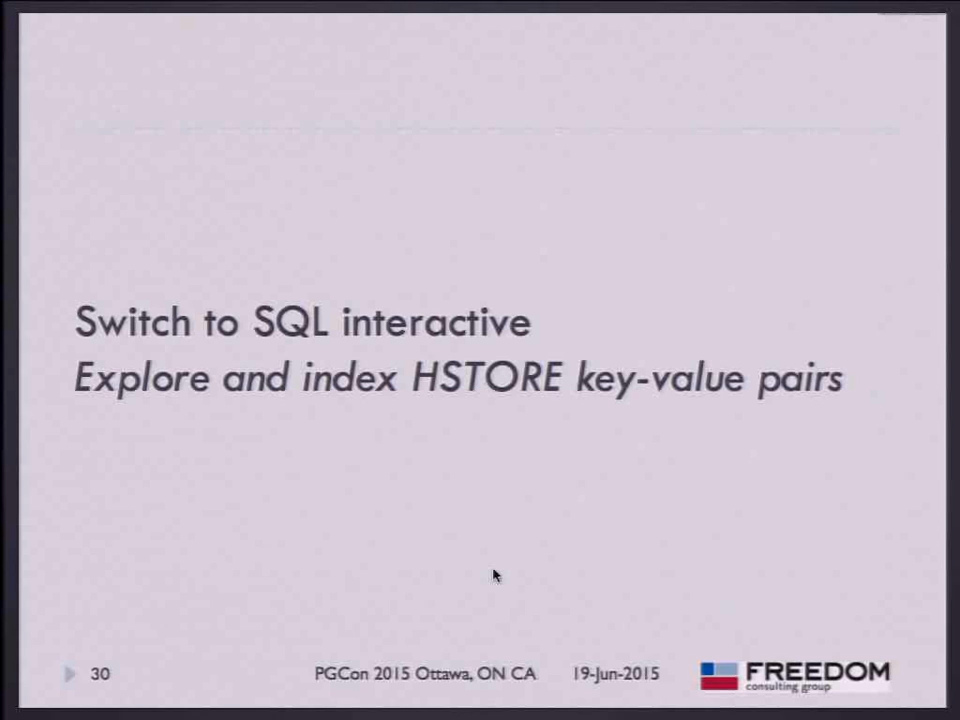 Switch to SQL interactive
Explore and index HSTORE key-value pairs
30
PGCon 2015 Ottawa, ON CA
19-Jun-2015
FREEDOM
consulting group